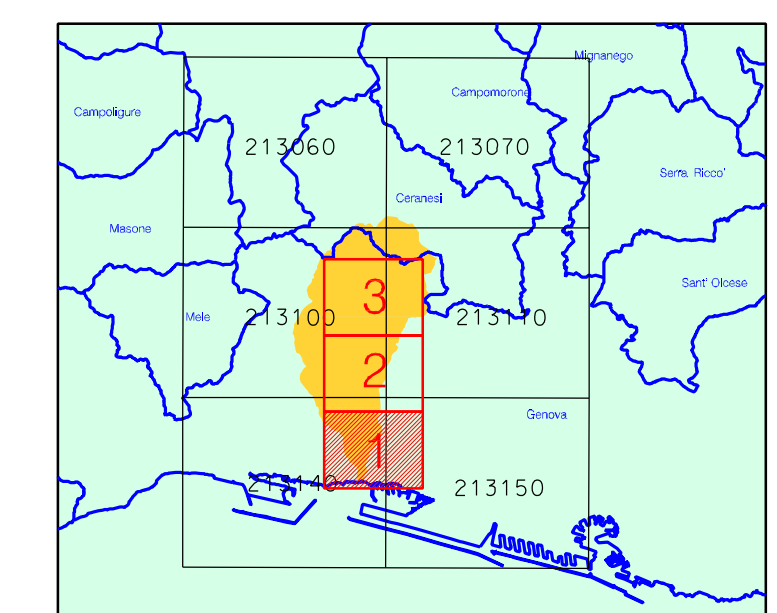 Mignanego
Campomorone
Campoligure
213060
213070
Serra Ricco'
Ceranesi
Masone
Sant' Olcese
3
Mele
213100
213110
2
Genova
1
213140
213150